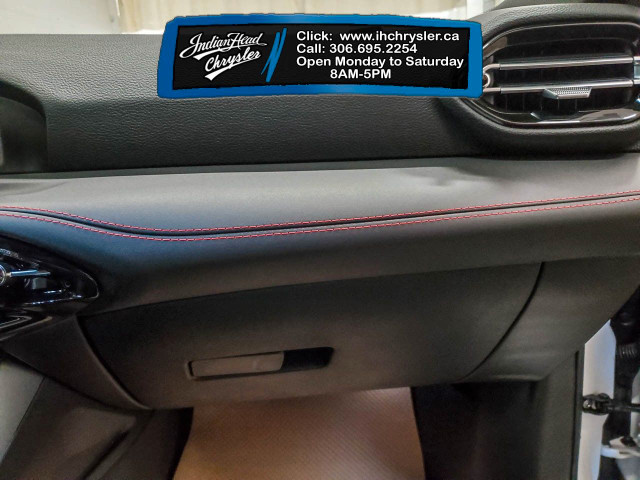 Indian Head
Chrysler
Click: www.ihchrysler.ca
Call: 306.695.2254
Open Monday to Saturday
8AM-5PM